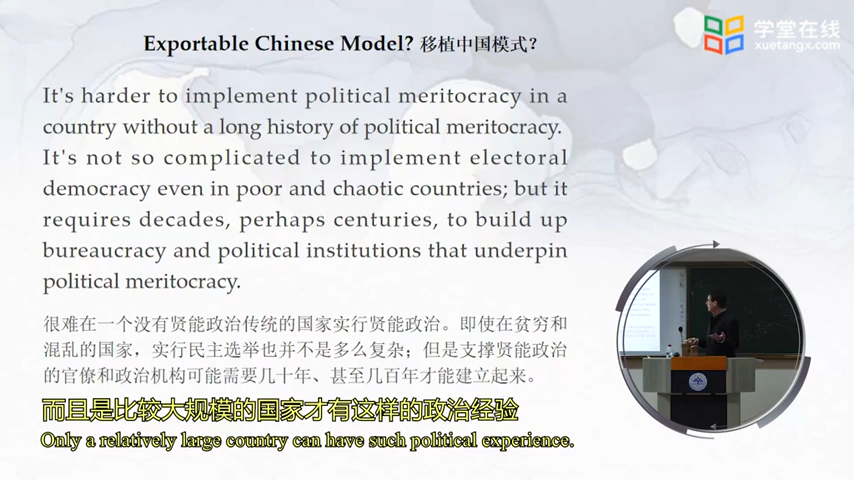 学堂在线
xuetangx.com
Exportable Chinese Model? 移植中国模式？
It's harder to implement political meritocracy in a
country without a long history of political meritocracy.
It's not so complicated to implement electoral
democracy even in poor and chaotic countries; but it
requires decades, perhaps centuries, to build up
bureaucracy and political institutions that underpin
political meritocracy.
很难在一个没有贤能政治传统的国家实行贤能政治。即使在贫穷和
混乱的国家，实行民主选举也并不是多么复杂；但是支撑贤能政治
的官僚和政治机构可能需要几十年、甚至几百年才能建立起来。
而且是比较大规模的国家才有这样的政治经验
Only a relatively large country can have such political experience.